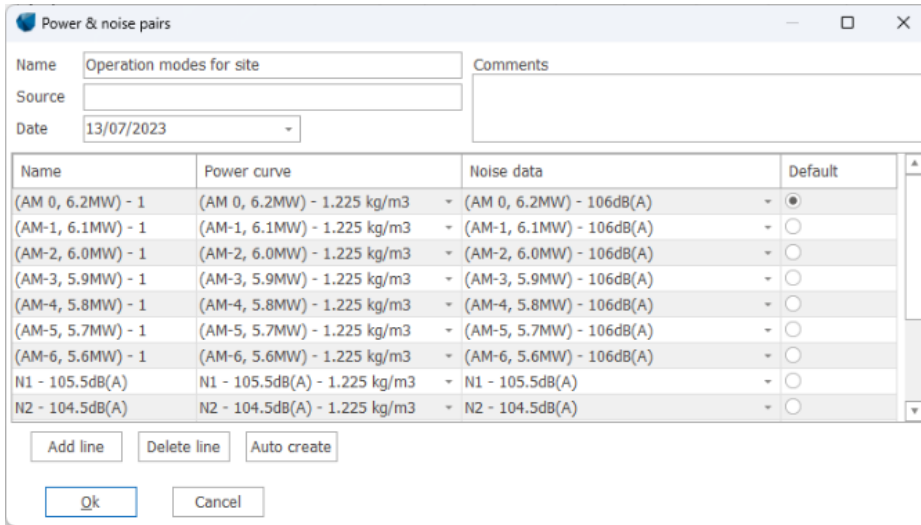 Power & noise pairs
Name Operation modes for site Comments
Source
Date 13/07/2023
Name Power curve Noise data Default
(AM 0, 6.2MW) - 1 (AM 0, 6.2MW) - 1.225 kg/m3 (AM 0, 6.2MW) - 106dB(A)
(AM-1, 6.1MW) - 1 (AM-1, 6.1MW) - 1.225 kg/m3 (AM-1, 6.1MW) - 106dB(A)
(AM-2, 6.0MW) - 1 (AM-2, 6.0MW) - 1.225 kg/m3 (AM-2, 6.0MW) - 106dB(A)
(AM-3, 5.9MW) - 1 (AM-3, 5.9MW) - 1.225 kg/m3 (AM-3, 5.9MW) - 106dB(A)
(AM-4, 5.8MW) - 1 (AM-4, 5.8MW) - 1.225 kg/m3 (AM-4, 5.8MW) - 106dB(A)
(AM-5, 5.7MW) - 1 (AM-5, 5.7MW) - 1.225 kg/m3 (AM-5, 5.7MW) - 106dB(A)
(AM-6, 5.6MW) - 1 (AM-6, 5.6MW) - 1.225 kg/m3 (AM-6, 5.6MW) - 106dB(A)
N1 - 105.5dB(A) N1 - 105.5dB(A) - 1.225 kg/m3 N1 - 105.5dB(A)
N2 - 104.5dB(A) N2 - 104.5dB(A) - 1.225 kg/m3 N2 - 104.5dB(A)
Add line Delete line Auto create
Ok Cancel